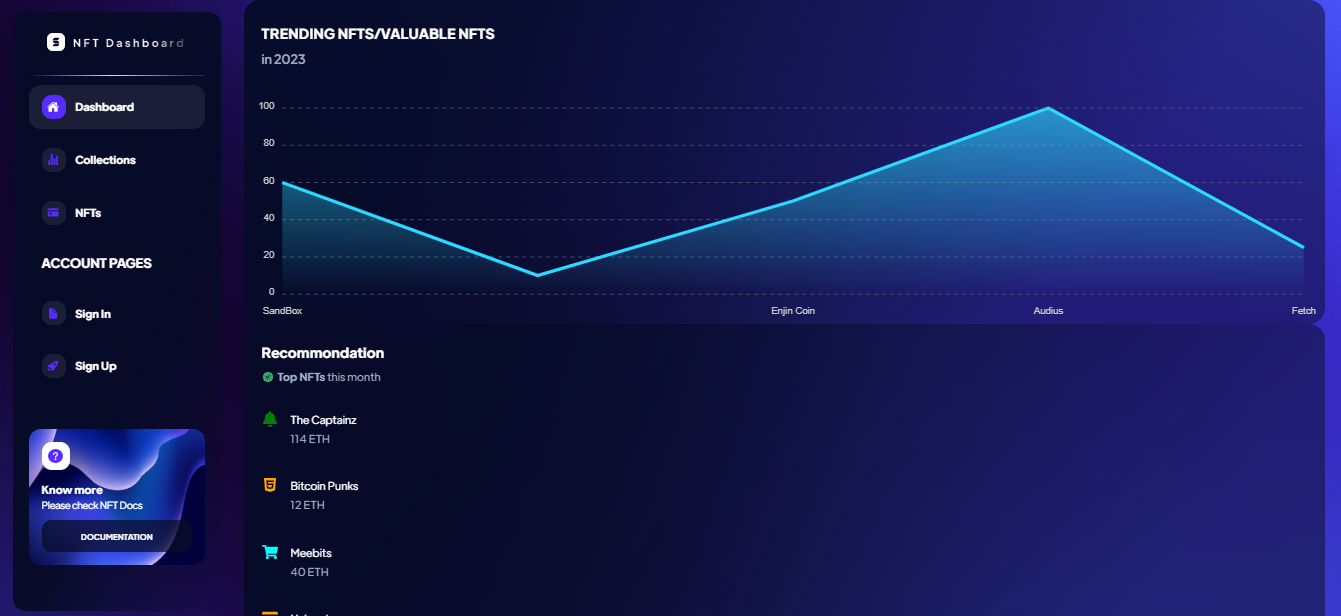 NFT Dashboard
Dashboard
Collections
NFTs
ACCOUNT PAGES
Sign In
Sign Up
Know more
Please check NFT Docs
DOCUMENTATION
TRENDING NFTS/VALUABLE NFTS
in 2023
100
80
60
40
20
0
SandBox Enjin Coin Audius Fetch
Recommondation
Top NFTs this month
The Captainz
114 ETH
Bitcoin Punks
12 ETH
Meebits
40 ETH